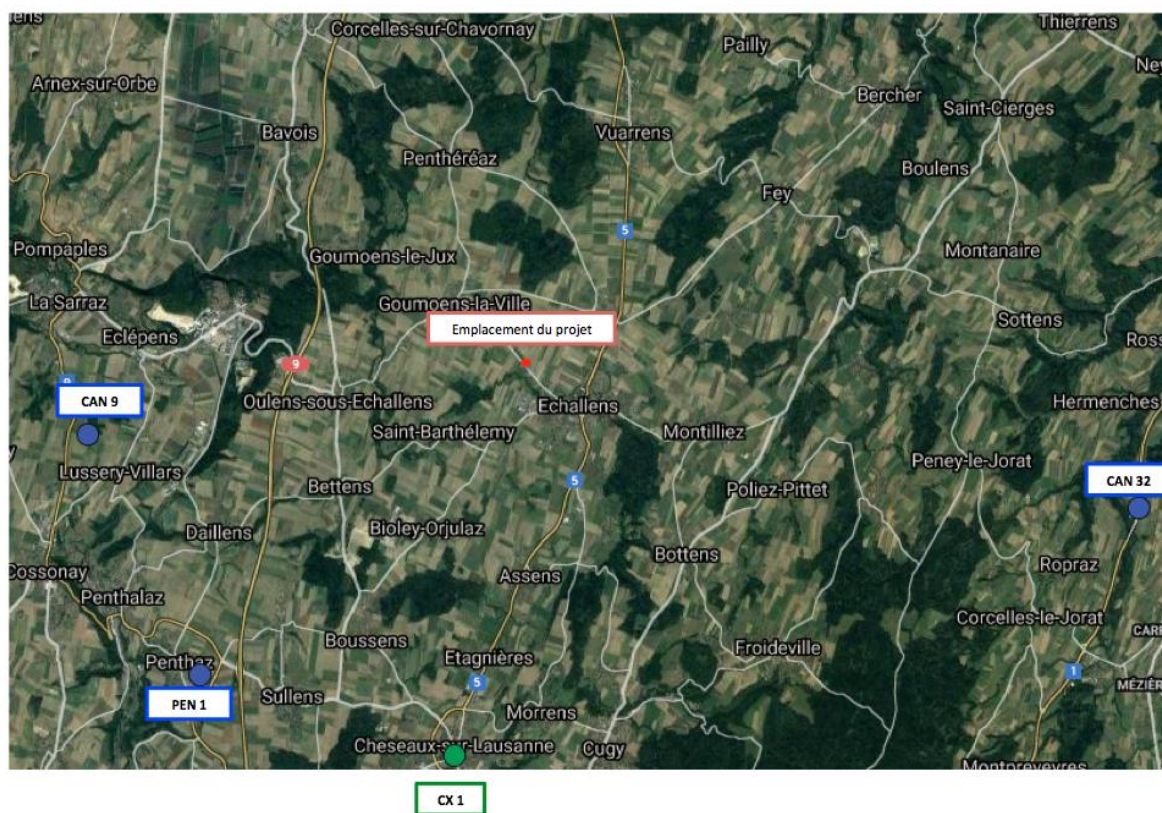 Corcelles-sur-Chavornay
Thierrens
Pailly
Arnex-sur-Orbe
Bercher
Saint-Cierges
Bavois
Vuarrens
Penthéréaz
Boulens
Fey
5
Pompaples
Goumoens-le-Jux
Montanaire
La Sarraz
Goumoens-la-Ville
Sottens
Eclépens
Emplacement du projet
9
Oulens-sous-Echallens
Echallens
Hermenches
CAN 9
Saint-Barthélemy
Montilliez
Lussery-Villars
Peney-le-Jorat
CAN 32
Bettens
5
Poliez-Pittet
Daillens
Bioley-Orjulaz
Bottens
Cossonay
Assens
Ropraz
Penthalaz
Corcelles-le-Jorat
Boussens
Froideville
Penthaz
Etagnières
1
5
PEN 1
Sullens
Morrens
Cheseaux-sur-Lausanne
Cugy
Montpreveyres
CX 1